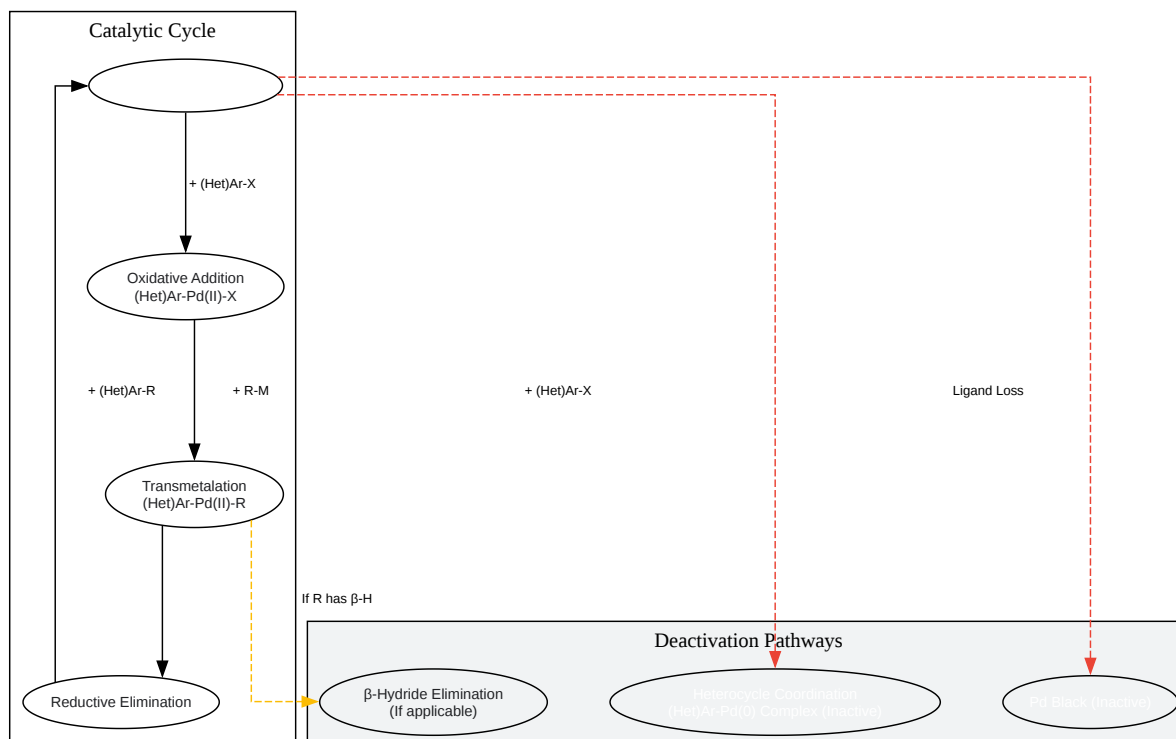 Catalytic Cycle
+ (Het)Ar-X
Oxidative Addition
(Het)Ar-Pd(II)-X
+ (Het)Ar-R
+ R-M
+ (Het)Ar-X
Ligand Loss
Transmetalation
(Het)Ar-Pd(II)-R
If R has β-H
Deactivation Pathways
Reductive Elimination
β-Hydride Elimination
(If applicable)
Heterocycle Coordination
(Het)Ar-Pd(0) Complex (Inactive)
Pd Black (Inactive)